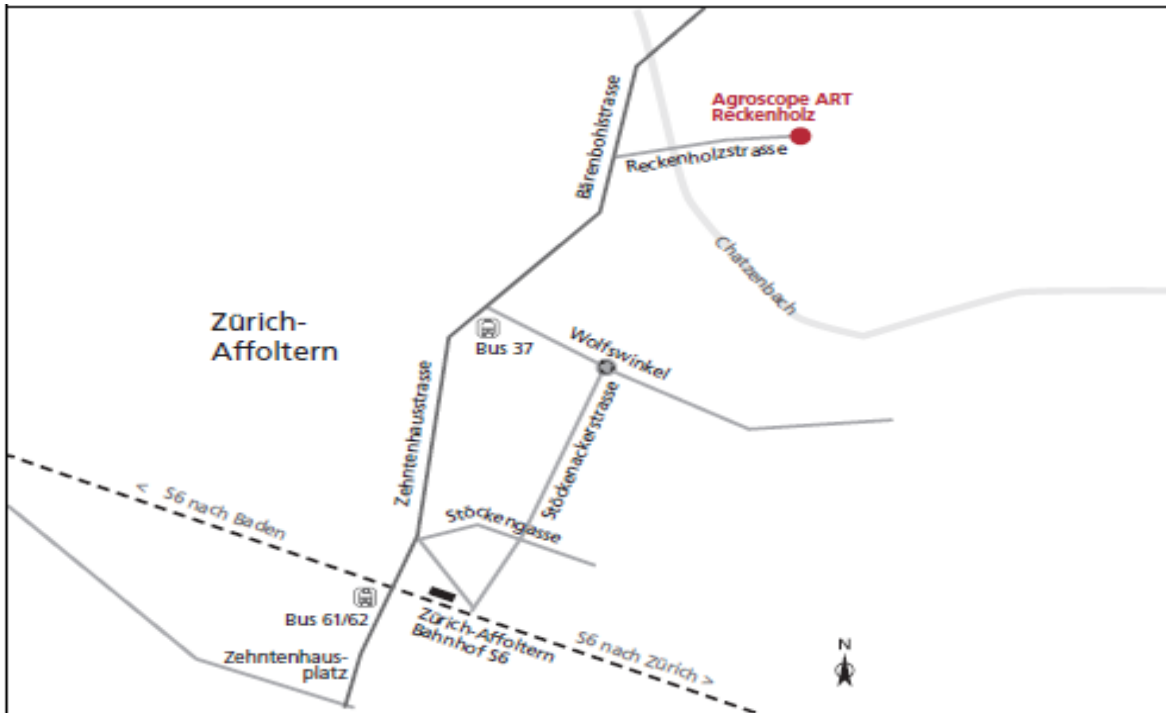 Agroscope ART
Reckenholz
Bärenbohlstrasse
Reckenholzstrasse
Chatzenbach
Zürich-
Affoltern
Bus 37
Wolfswinkel
Zehntenhausstrasse
Stöckenackerstrasse
< S6 nach Baden
Stöckengasse
Bus 61/62
Zürich-Affoltern
Bahnhof S6
S6 nach Zürich >
Zehntenhaus-
platz
N